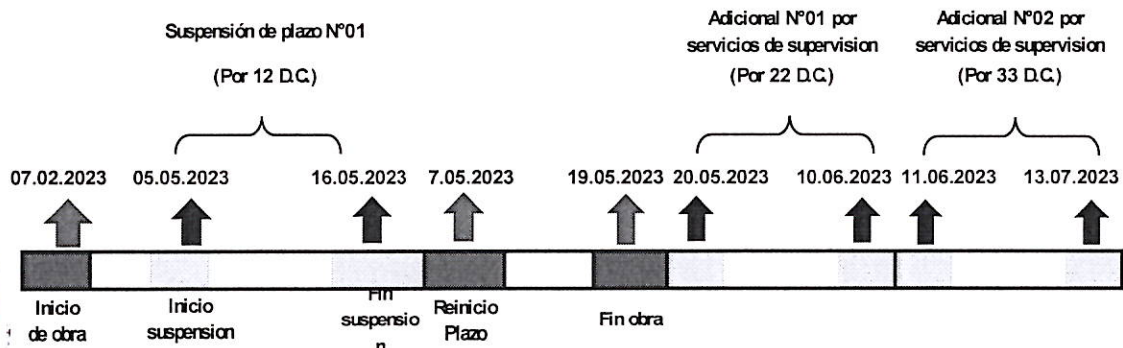 Suspensión de plazo N°01
(Por 12 D.C.)
Adicional N°01 por
servicios de supervision
(Por 22 D.C.)
Adicional N°02 por
servicios de supervision
(Por 33 D.C.)
07.02.2023
05.05.2023
16.05.2023
7.05.2023
19.05.2023
20.05.2023
10.06.2023
11.06.2023
13.07.2023
Inicio
de obra
Inicio
suspension
Fin
suspensio
n
Reinicio
Plazo
Fin obra